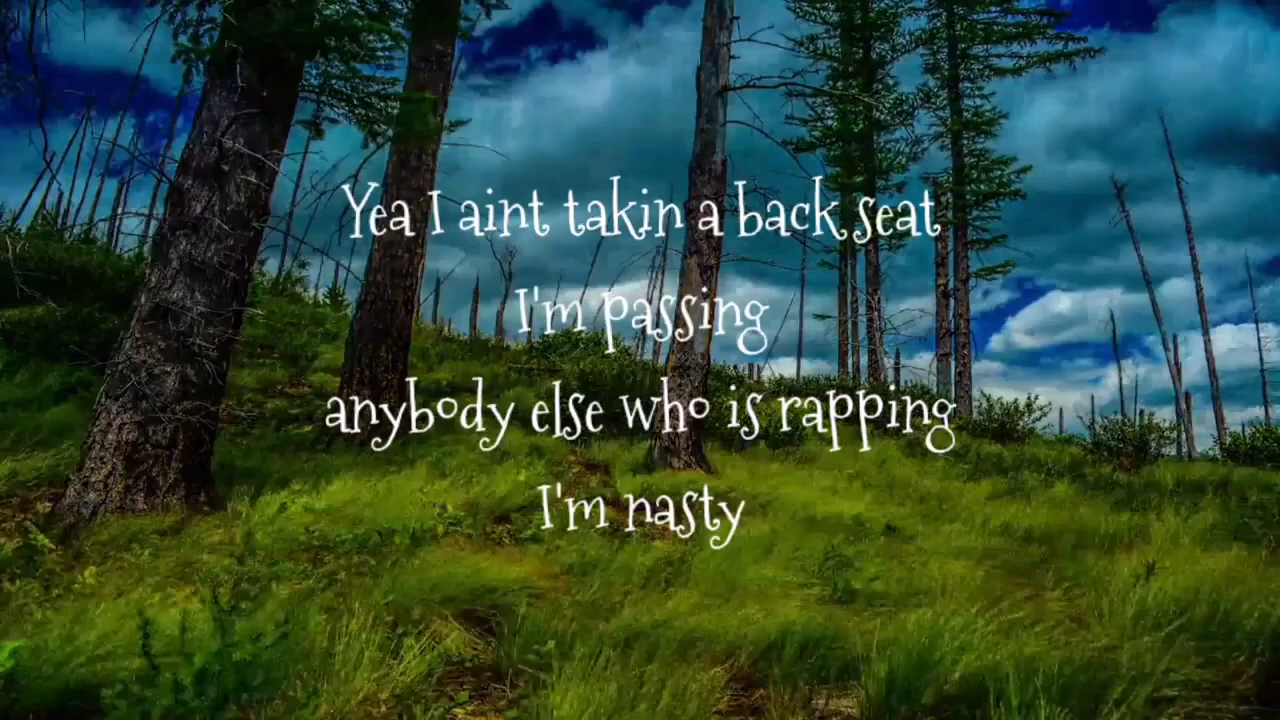 Yea I aint takin a back seat
I'm passing
anybody else who is rapping
I'm nasty